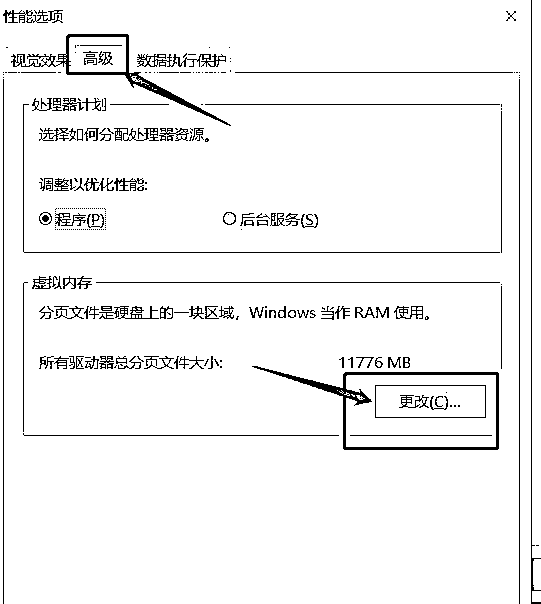 性能选项
视觉效果 高级 数据执行保护
处理器计划
选择如何分配处理器资源。
调整以优化性能:
程序(P) 后台服务(S)
虚拟内存
分页文件是硬盘上的一块区域，Windows 当作 RAM 使用。
所有驱动器总分页文件大小: 11776 MB
更改(C)...